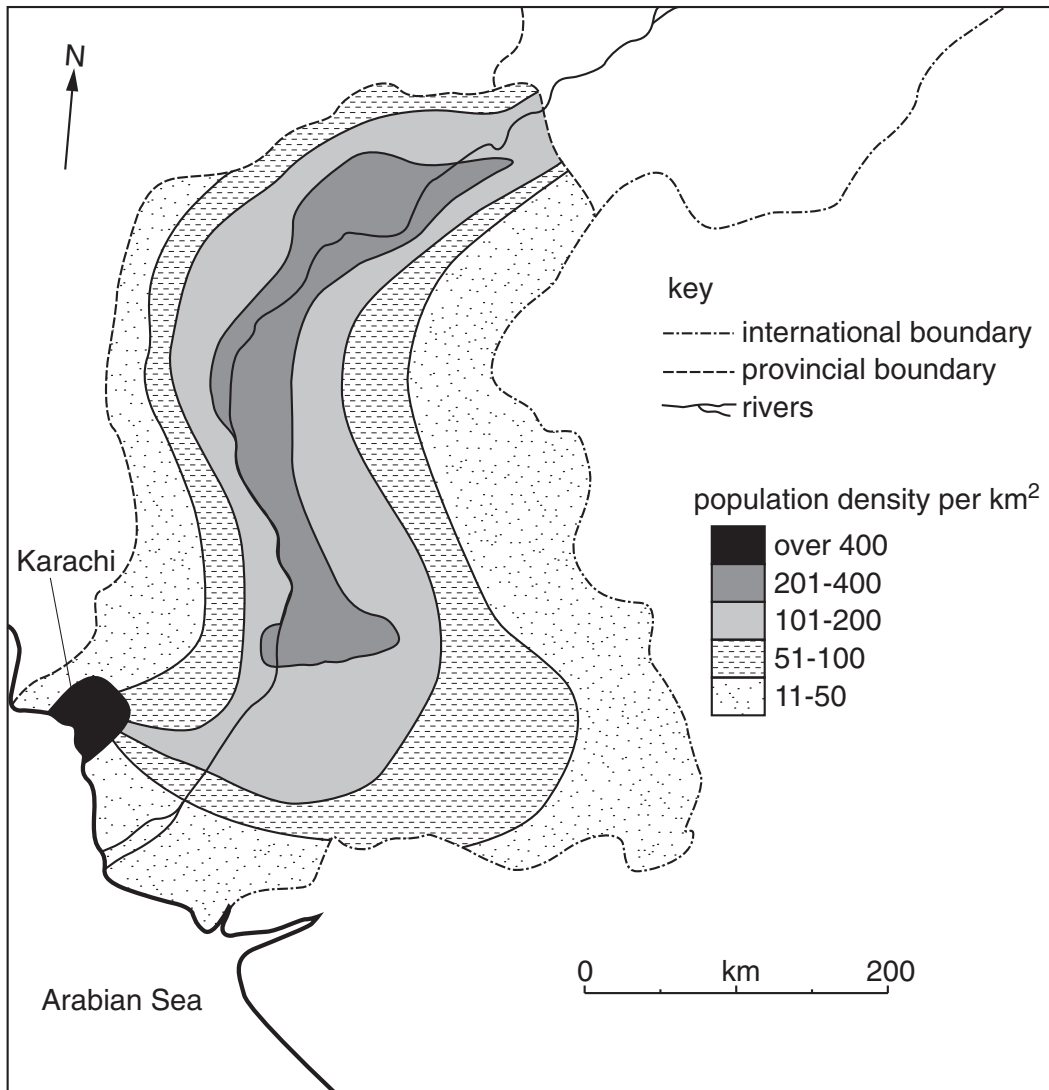 N
key
international boundary
provincial boundary
rivers
population density per km²
over 400
201-400
101-200
51-100
11-50
Karachi
0 km 200
Arabian Sea